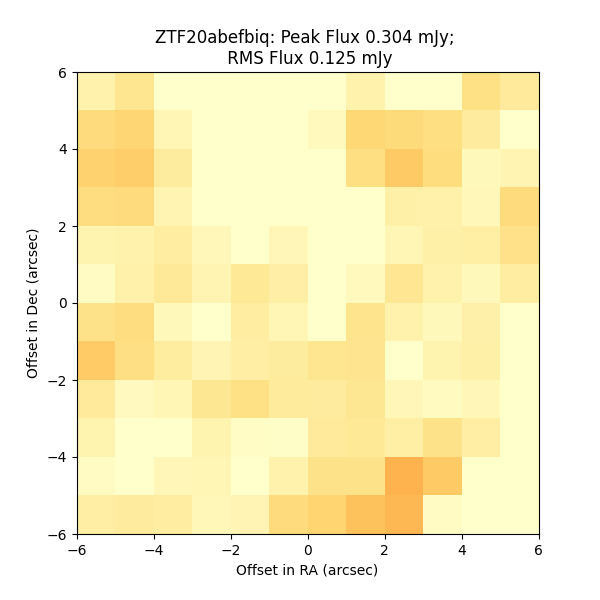 ZTF20abefbiq: Peak Flux 0.304 mJy;
RMS Flux 0.125 mJy
6
4
2
0
−2
−4
−6
Offset in Dec (arcsec)
−6 −4 −2 0 2 4 6
Offset in RA (arcsec)